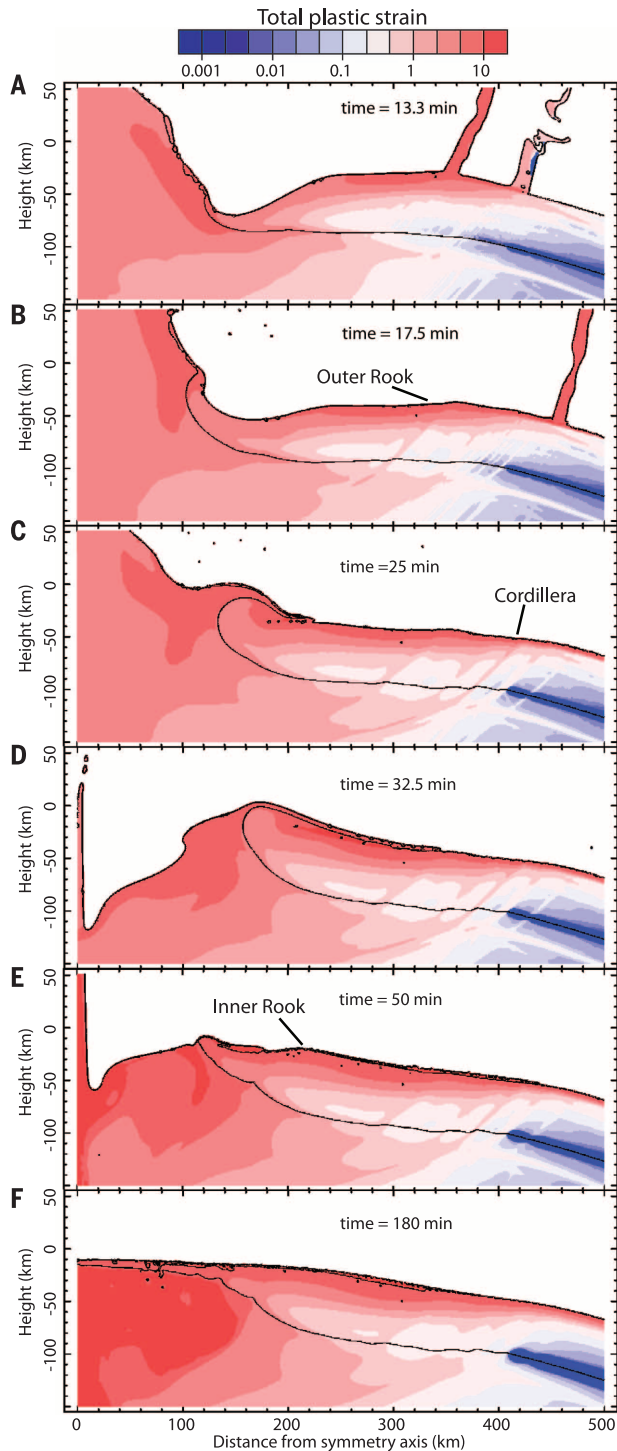 Total plastic strain
0.001 0.01 0.1 1 10
A
time = 13.3 min
Height (km)
50
0
-50
-100
B
time = 17.5 min
Outer Rook
Height (km)
50
0
-50
-100
C
time =25 min
Cordillera
Height (km)
50
0
-50
-100
D
time = 32.5 min
Height (km)
50
0
-50
-100
E
time = 50 min
Inner Rook
Height (km)
50
0
-50
-100
F
time = 180 min
Height (km)
50
0
-50
-100
0 100 200 300 400 500
Distance from symmetry axis (km)